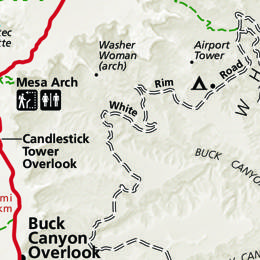 tec
tte
Washer
Woman
(arch)
Airport
Tower
Mesa Arch
Rim
Road
White
W H
Candlestick
Tower
Overlook
BUCK CANYO
mi
km
Buck
Canyon
Overlook